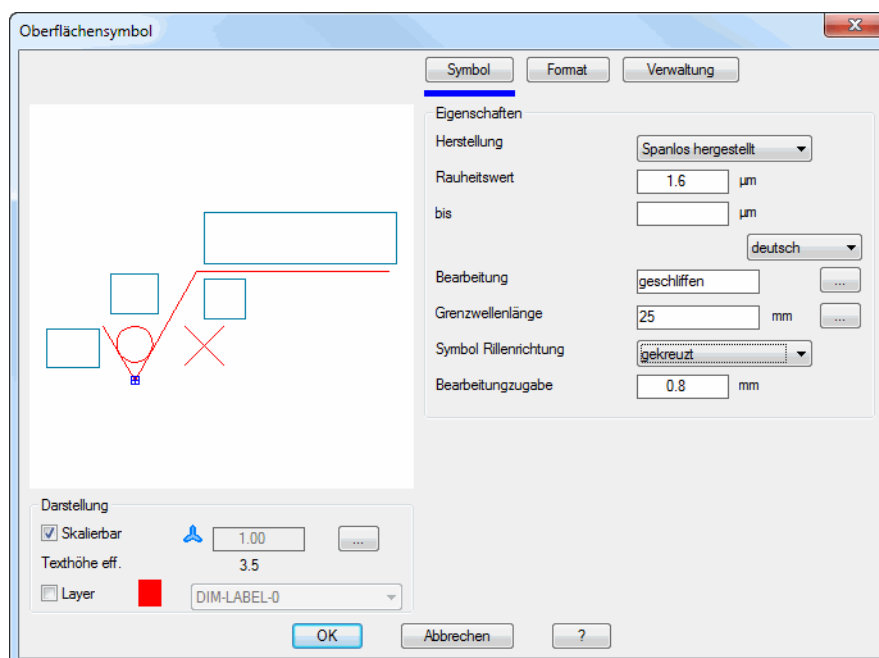 Oberflächensymbol
Symbol Format Verwaltung
Eigenschaften
Herstellung Spanlos hergestellt
Rauheitswert 1.6 µm
bis µm
deutsch
Bearbeitung geschliffen ...
Grenzwellenlänge 25 mm ...
Symbol Rillenrichtung gekreuzt
Bearbeitungzugabe 0.8 mm
Darstellung
Skalierbar 1.00 ...
Texthöhe eff. 3.5
Layer DIM-LABEL-0
OK Abbrechen ?